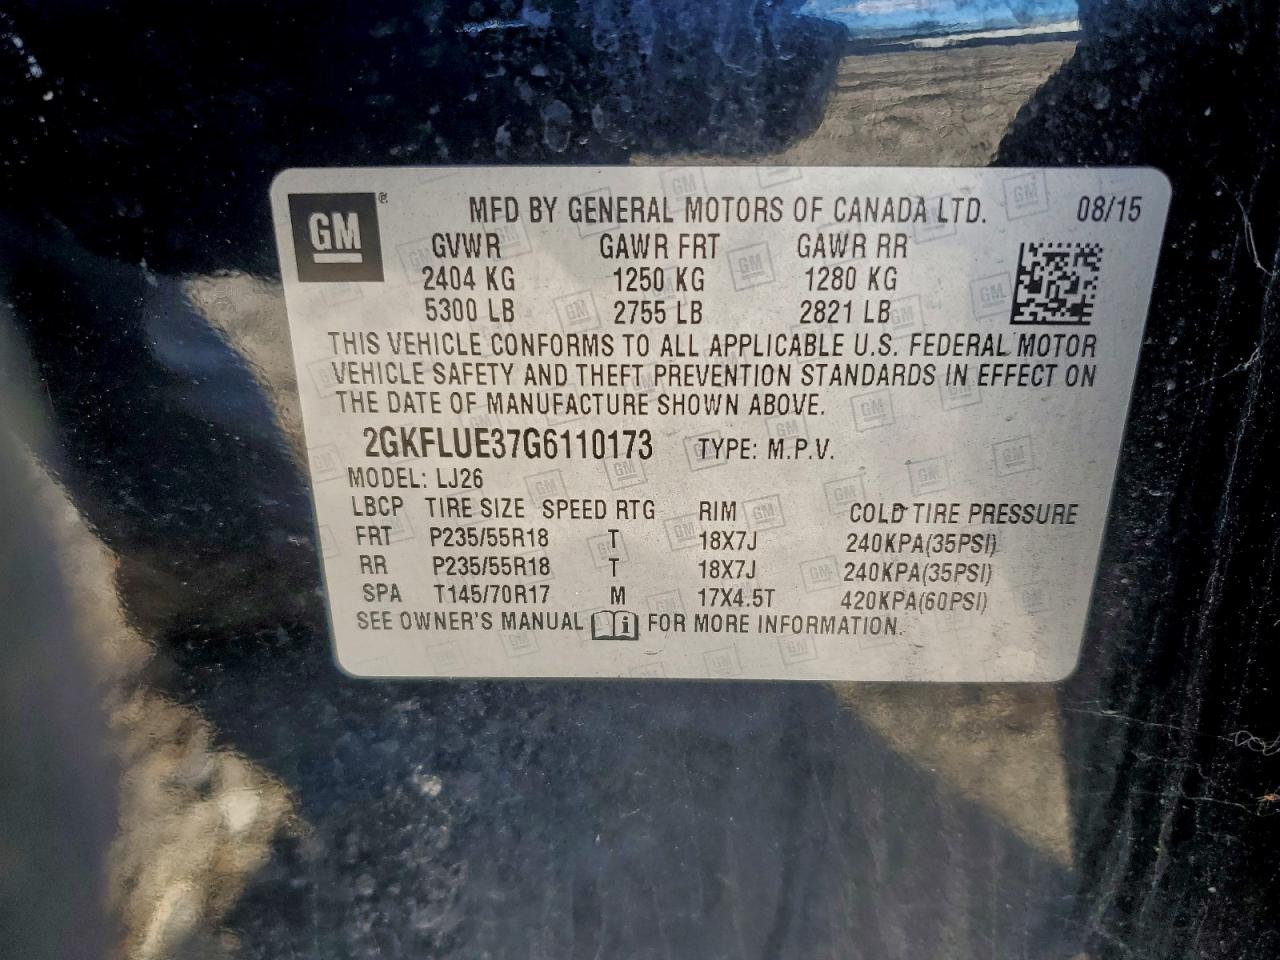 GM ®
MFD BY GENERAL MOTORS OF CANADA LTD. 08/15
GVWR GAWR FRT GAWR RR
2404 KG 1250 KG 1280 KG
5300 LB 2755 LB 2821 LB
THIS VEHICLE CONFORMS TO ALL APPLICABLE U.S. FEDERAL MOTOR
VEHICLE SAFETY AND THEFT PREVENTION STANDARDS IN EFFECT ON
THE DATE OF MANUFACTURE SHOWN ABOVE.
2GKFLUE37G6110173 TYPE: M.P.V.
MODEL: LJ26
LBCP TIRE SIZE SPEED RTG RIM COLD TIRE PRESSURE
FRT P235/55R18 T 18X7J 240KPA(35PSI)
RR P235/55R18 T 18X7J 240KPA(35PSI)
SPA T145/70R17 M 17X4.5T 420KPA(60PSI)
SEE OWNER'S MANUAL i FOR MORE INFORMATION.